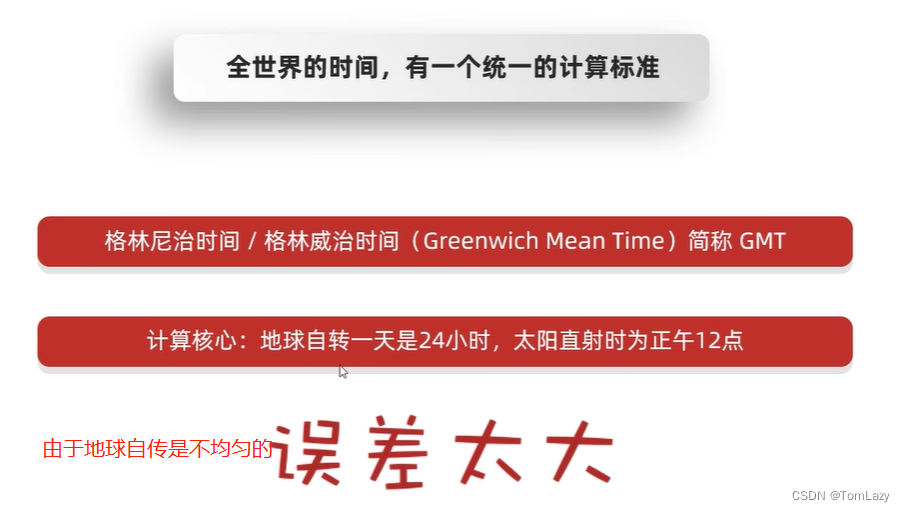 全世界的时间，有一个统一的计算标准
格林尼治时间 / 格林威治时间（Greenwich Mean Time）简称 GMT
计算核心：地球自转一天是24小时，太阳直射时为正午12点
由于地球自传是不均匀的误差太大
CSDN @TomLazy